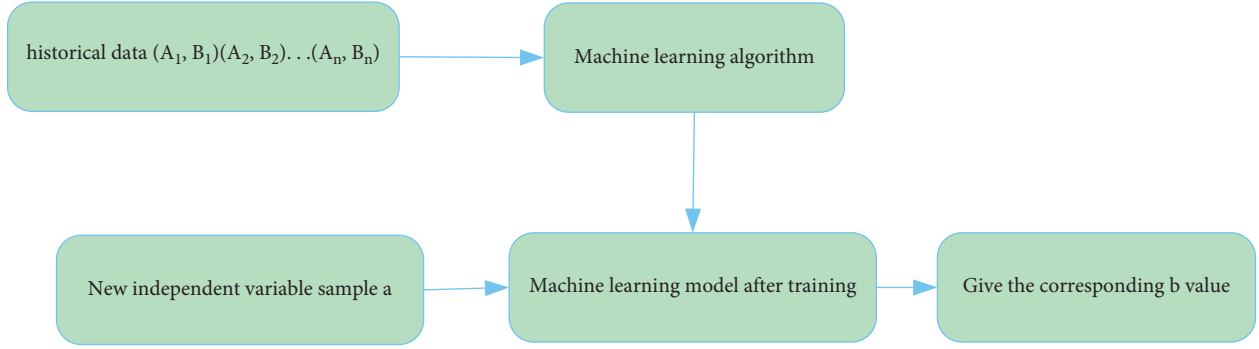 historical data (A₁, B₁)(A₂, B₂). . .(Aₙ, Bₙ)
Machine learning algorithm
New independent variable sample a
Machine learning model after training
Give the corresponding b value